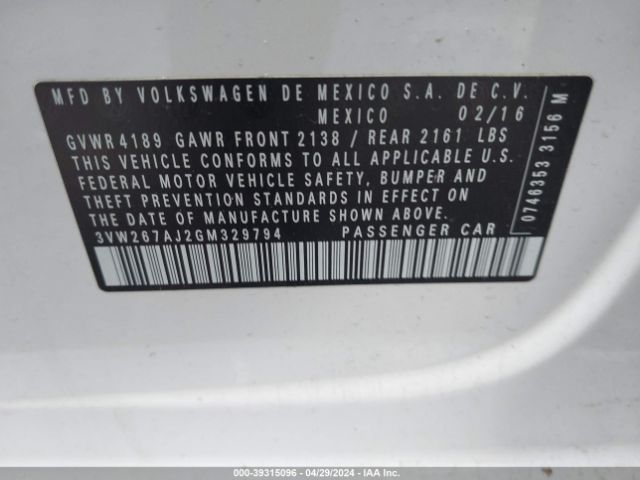 MFD BY VOLKSWAGEN DE MEXICO S.A. DE C.V.
MEXICO 02/16
GVWR 4189 GAWR FRONT 2138 / REAR 2161 LBS
THIS VEHICLE CONFORMS TO ALL APPLICABLE U.S.
FEDERAL MOTOR VEHICLE SAFETY, BUMPER AND
THEFT PREVENTION STANDARDS IN EFFECT ON
THE DATE OF MANUFACTURE SHOWN ABOVE.
3VW267AJ2GM329794 PASSENGER CAR
0746353 3156 M
000-39315096 - 04/29/2024 - IAA Inc.